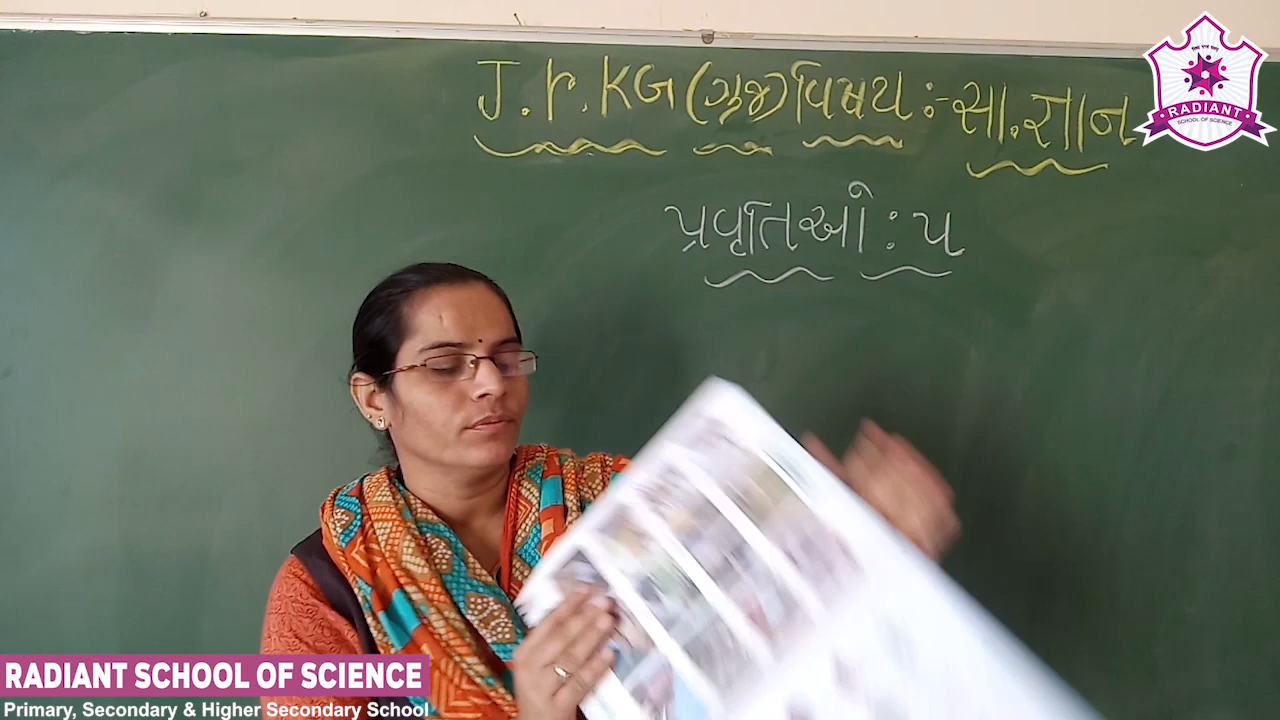 J.r.KG (ગુજ) વિષય :- સા.જ્ઞાન
પ્રવૃતિઓ : ૫
RADIANT
SCHOOL OF SCIENCE
RADIANT SCHOOL OF SCIENCE
Primary, Secondary & Higher Secondary School